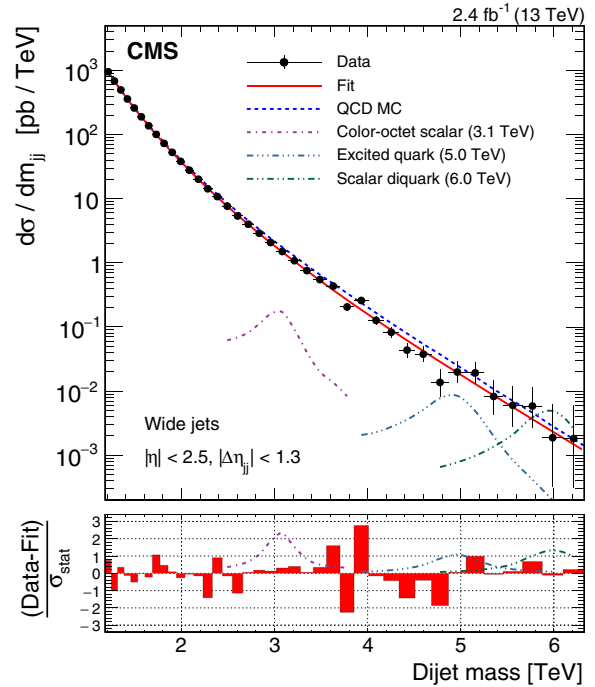 2.4 fb⁻¹ (13 TeV)
CMS
Data
Fit
QCD MC
Color-octet scalar (3.1 TeV)
Excited quark (5.0 TeV)
Scalar diquark (6.0 TeV)
dσ / dm_jj [pb / TeV]
10³
10²
10
1
10⁻¹
10⁻²
10⁻³
Wide jets
|η| < 2.5, |Δη_jj| < 1.3
(Data-Fit)
σ_stat
3
2
1
0
-1
-2
-3
2 3 4 5 6
Dijet mass [TeV]